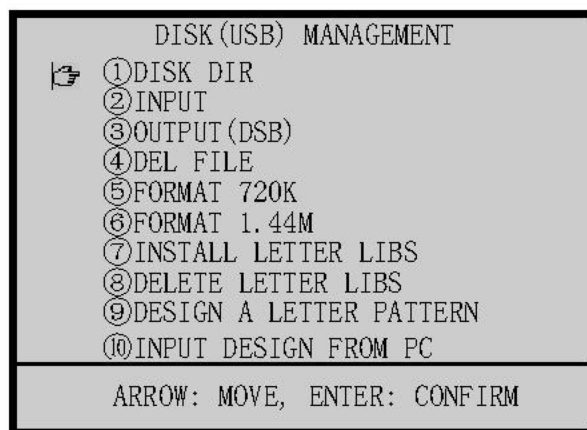 DISK(USB) MANAGEMENT
①DISK DIR
②INPUT
③OUTPUT(DSB)
④DEL FILE
⑤FORMAT 720K
⑥FORMAT 1.44M
⑦INSTALL LETTER LIBS
⑧DELETE LETTER LIBS
⑨DESIGN A LETTER PATTERN
⑩INPUT DESIGN FROM PC
ARROW: MOVE, ENTER: CONFIRM